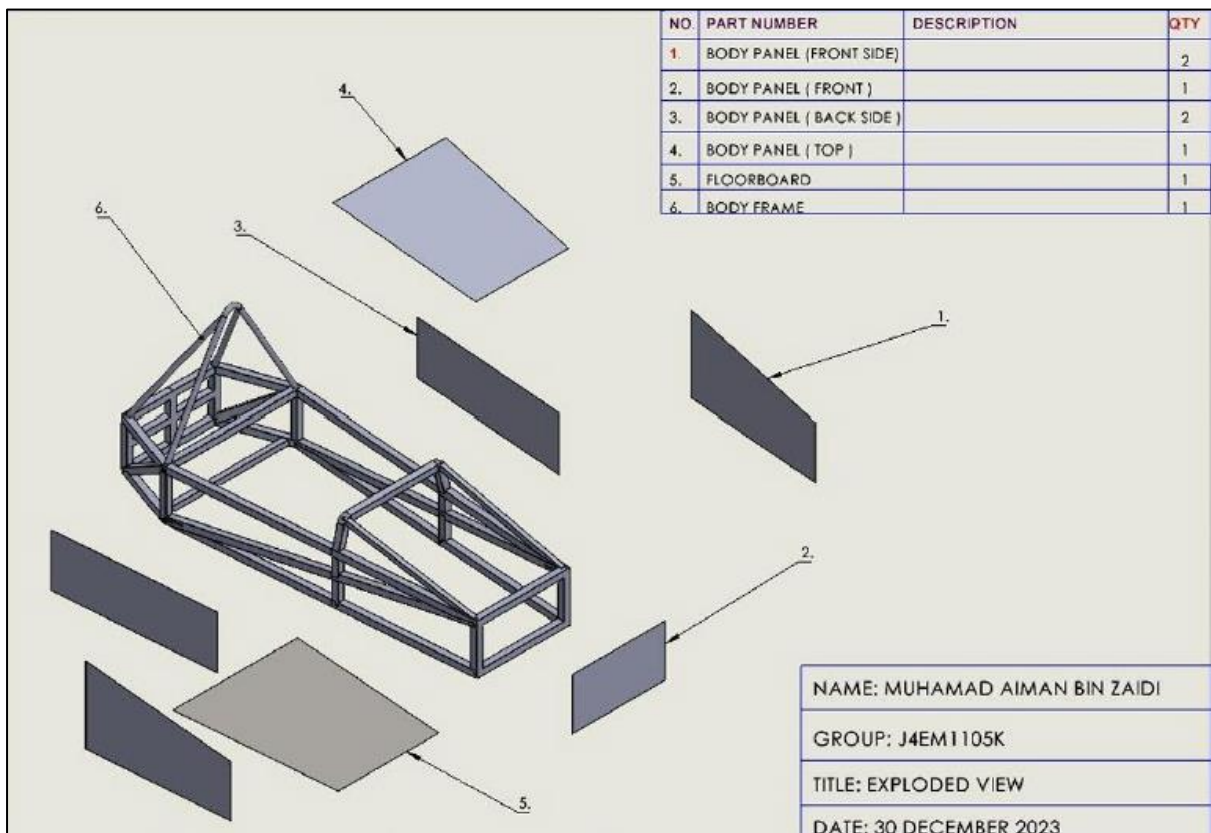 NO. PART NUMBER DESCRIPTION QTY
1. BODY PANEL (FRONT SIDE) 2
2. BODY PANEL ( FRONT ) 1
3. BODY PANEL ( BACK SIDE ) 2
4. BODY PANEL ( TOP ) 1
5. FLOORBOARD 1
6. BODY FRAME 1
4.
6.
3.
1.
2.
5.
NAME: MUHAMAD AIMAN BIN ZAIDI
GROUP: J4EM1105K
TITLE: EXPLODED VIEW
DATE: 30 DECEMBER 2023